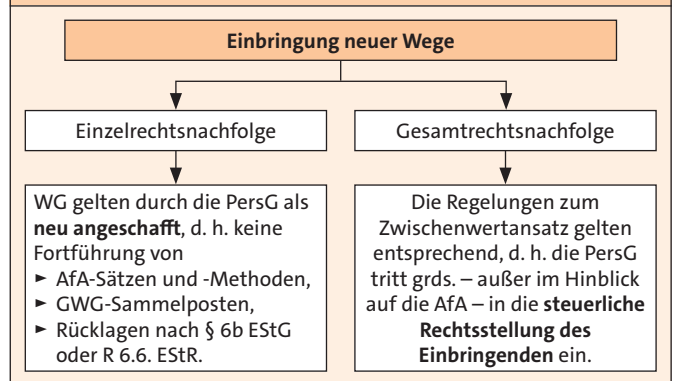 Einbringung neuer Wege
Einzelrechtsnachfolge
Gesamtrechtsnachfolge
WG gelten durch die PersG als
neu angeschafft, d. h. keine
Fortführung von
► AfA-Sätzen und -Methoden,
► GWG-Sammelposten,
► Rücklagen nach § 6b EStG
oder R 6.6. EStR.
Die Regelungen zum
Zwischenwertansatz gelten
entsprechend, d. h. die PersG
tritt grds. – außer im Hinblick
auf die AfA – in die steuerliche
Rechtsstellung des
Einbringenden ein.